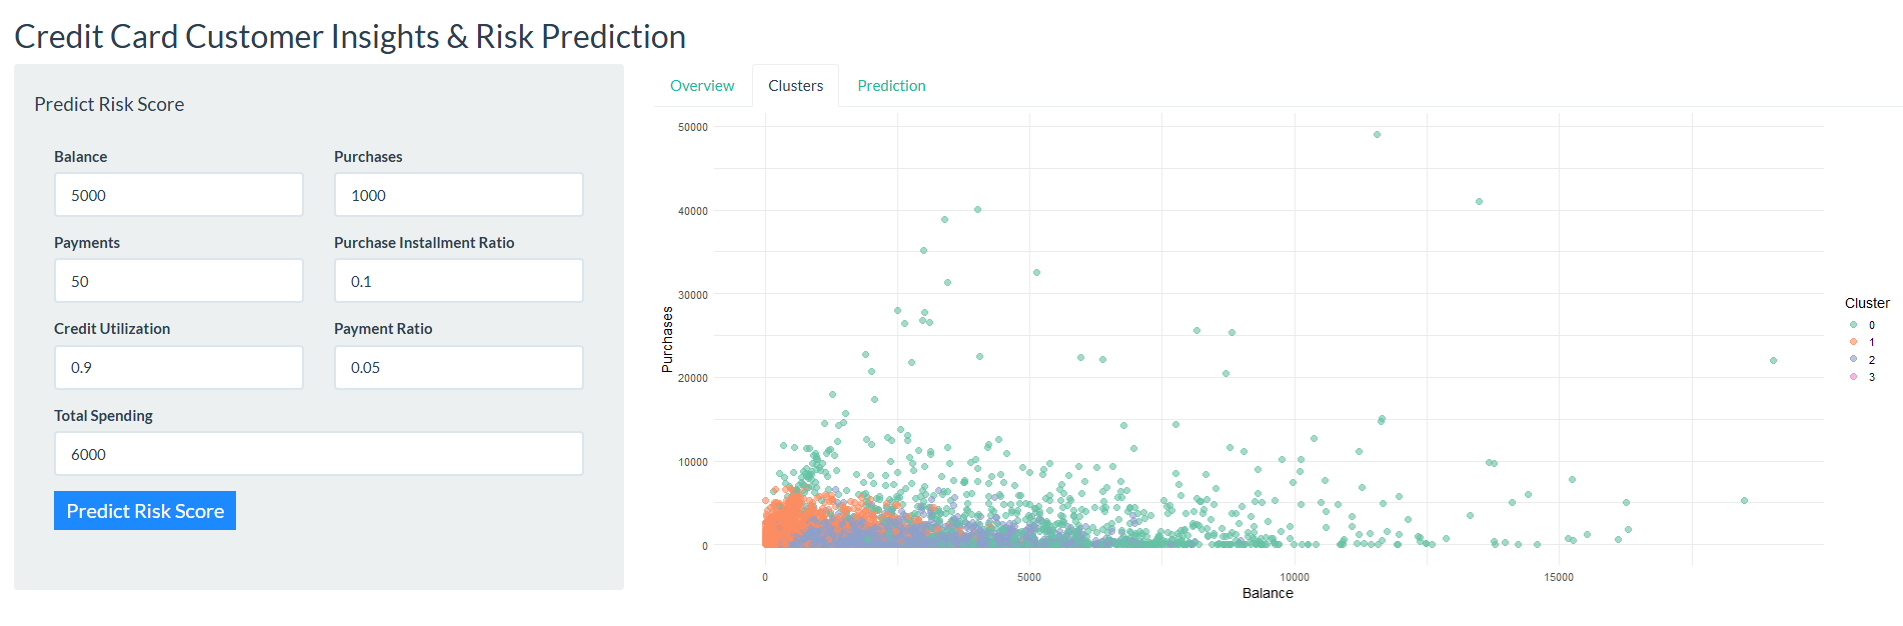 Credit Card Customer Insights & Risk Prediction
Predict Risk Score
Balance
Purchases
5000
1000
Payments
Purchase Installment Ratio
50
0.1
Credit Utilization
Payment Ratio
0.9
0.05
Total Spending
6000
Predict Risk Score
Overview
Clusters
Prediction
50000
40000
30000
20000
10000
0
Purchases
0
5000
10000
15000
Balance
Cluster
0
1
2
3